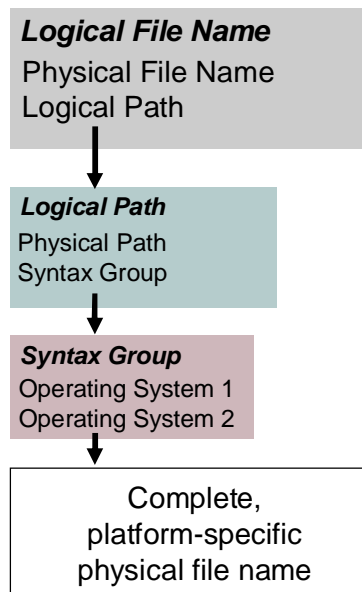 Logical File Name
Physical File Name
Logical Path
Logical Path
Physical Path
Syntax Group
Syntax Group
Operating System 1
Operating System 2
Complete,
platform-specific
physical file name